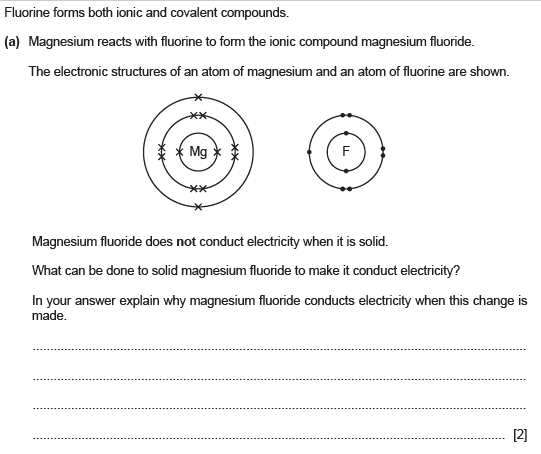 Fluorine forms both ionic and covalent compounds.
(a) Magnesium reacts with fluorine to form the ionic compound magnesium fluoride.
The electronic structures of an atom of magnesium and an atom of fluorine are shown.
Mg F
Magnesium fluoride does not conduct electricity when it is solid.
What can be done to solid magnesium fluoride to make it conduct electricity?
In your answer explain why magnesium fluoride conducts electricity when this change is
made.
[2]